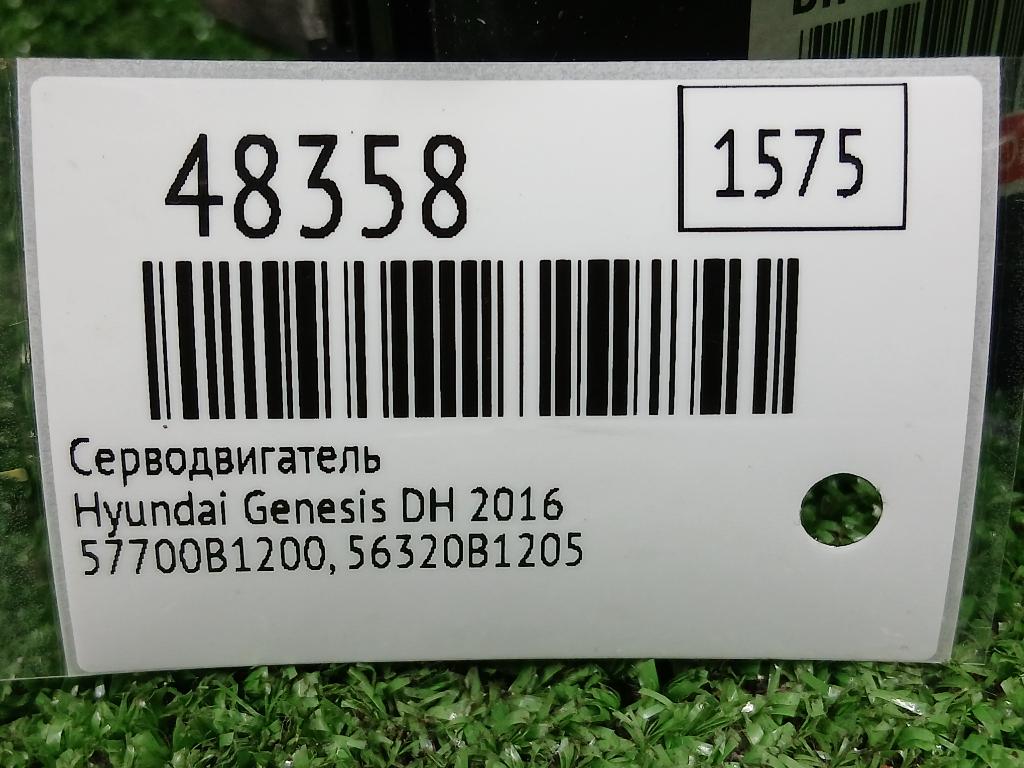 48358
1575
Серводвигатель
Hyundai Genesis DH 2016
57700B1200, 56320B1205